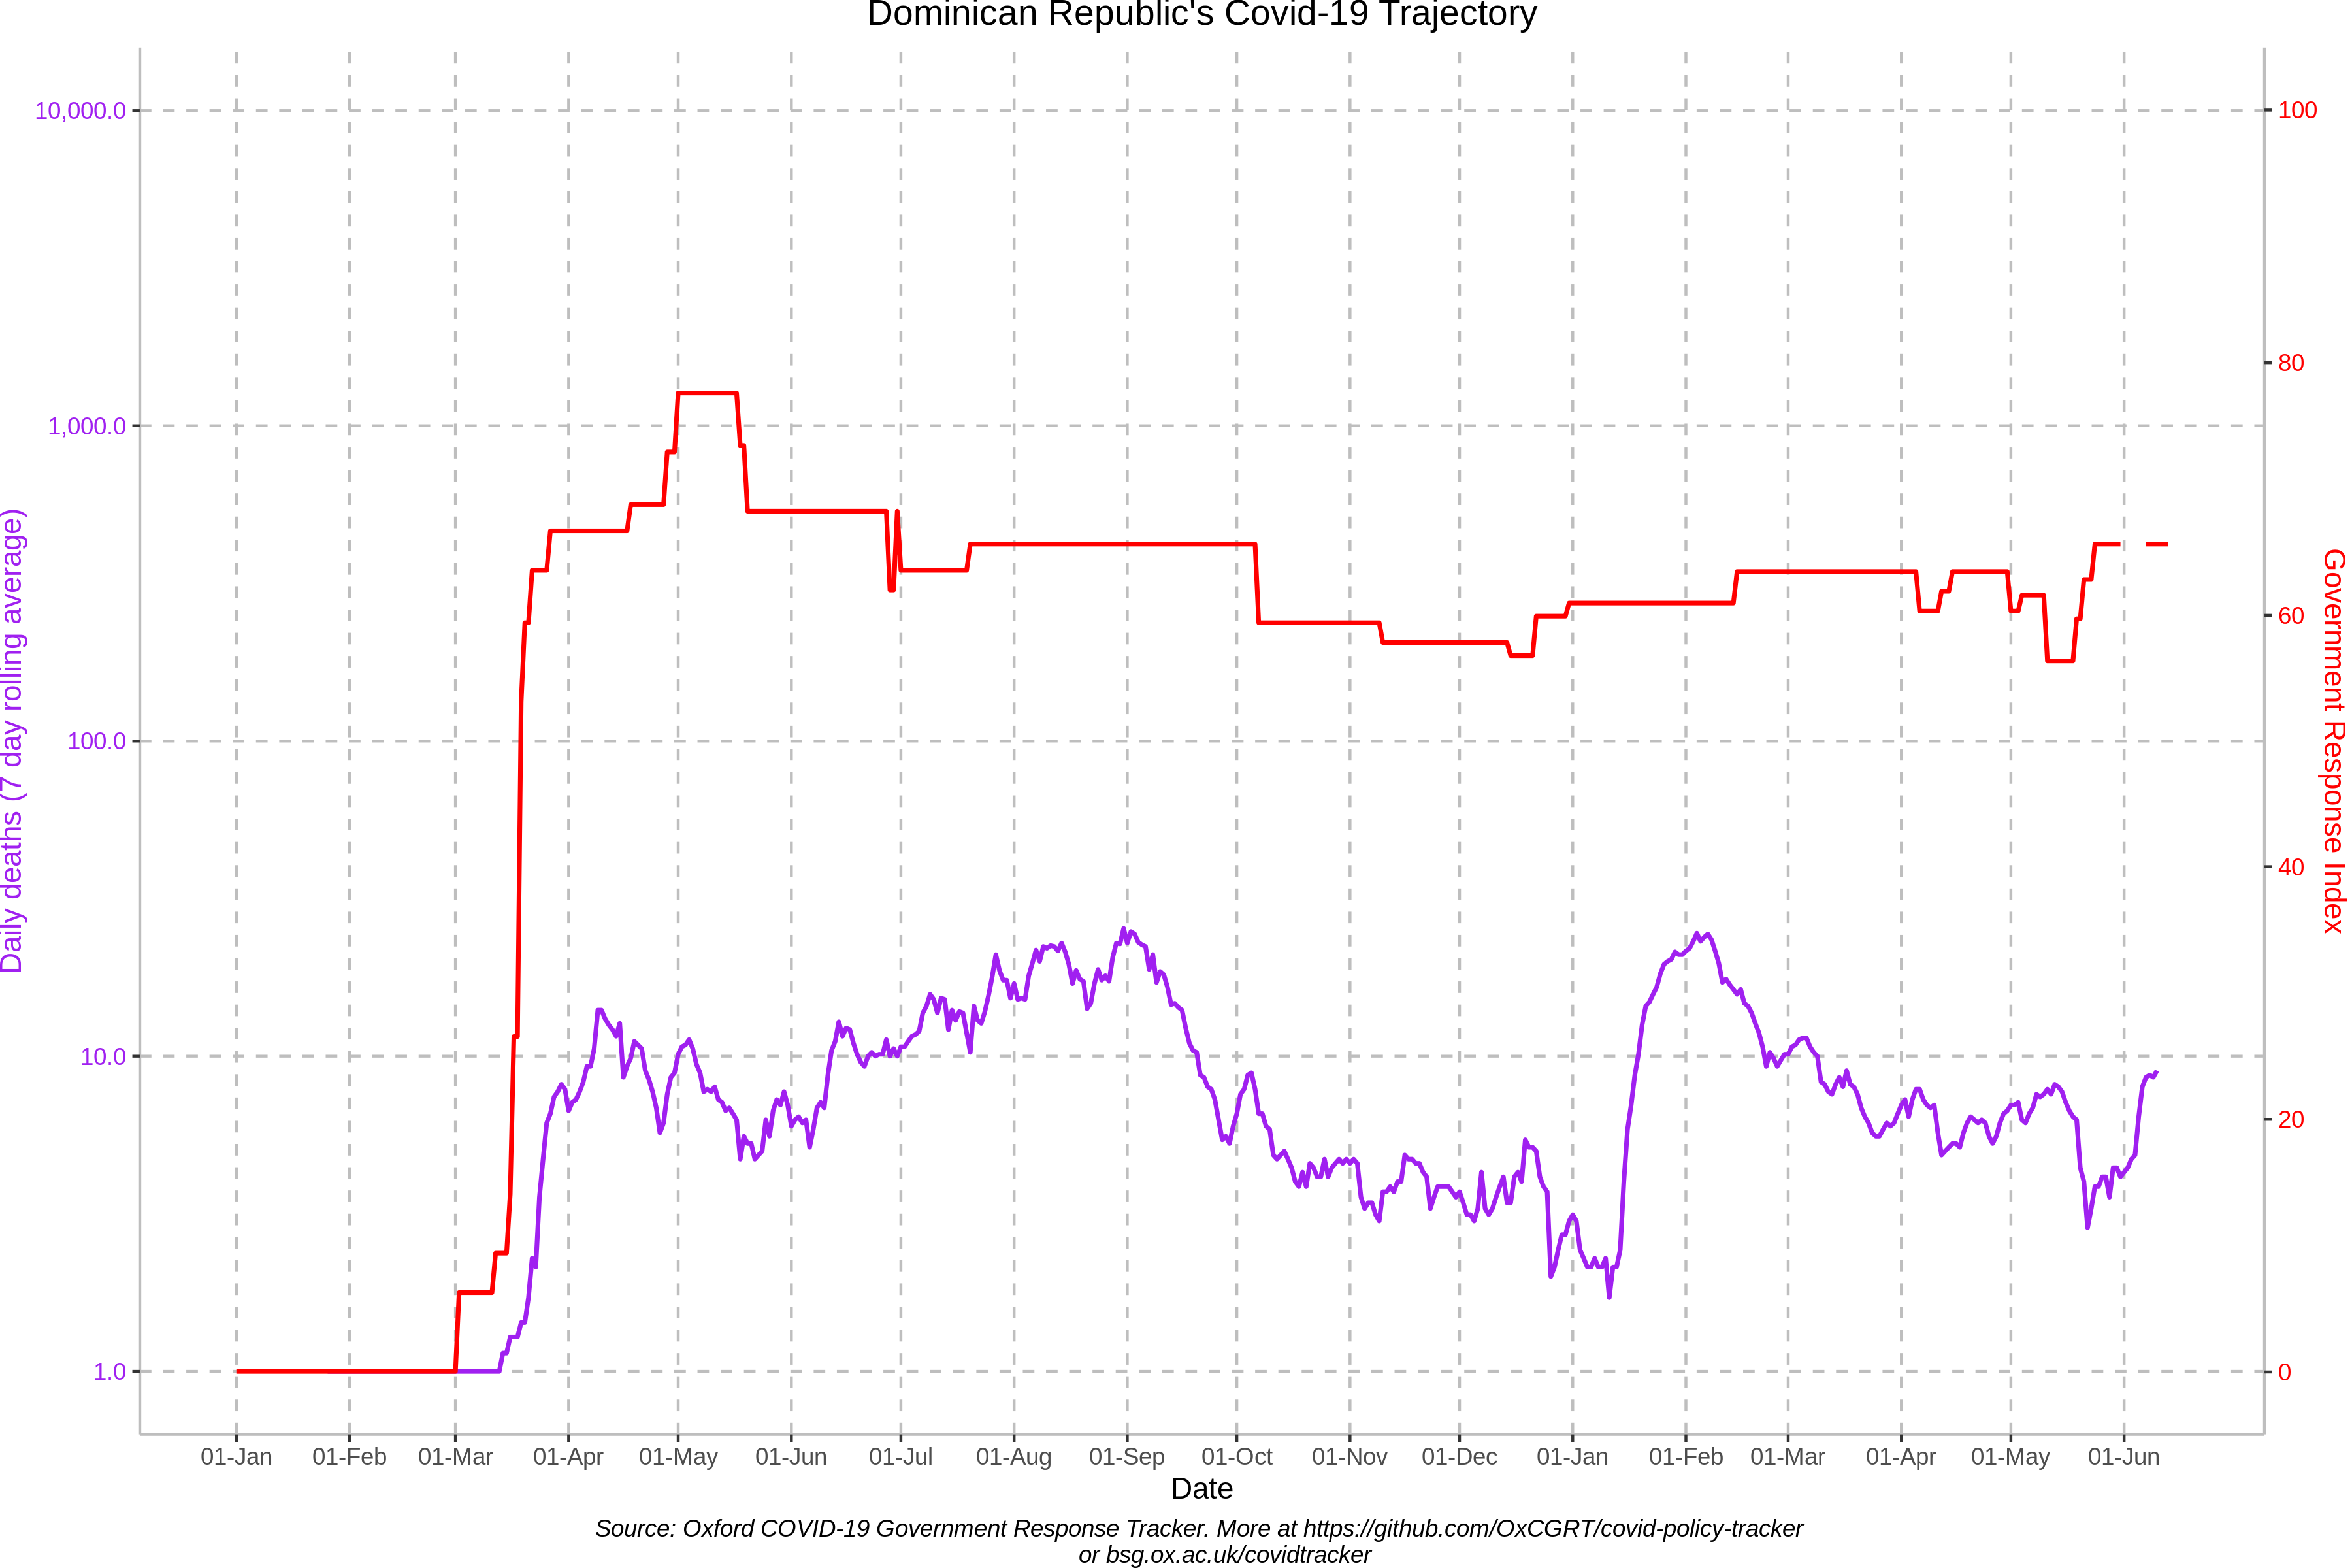 Dominican Republic's Covid-19 Trajectory
10,000.0
1,000.0
100.0
10.0
1.0
Daily deaths (7 day rolling average)
100
80
60
40
20
0
Government Response Index
01-Jan 01-Feb 01-Mar 01-Apr 01-May 01-Jun 01-Jul 01-Aug 01-Sep 01-Oct 01-Nov 01-Dec 01-Jan 01-Feb 01-Mar 01-Apr 01-May 01-Jun
Date
Source: Oxford COVID-19 Government Response Tracker. More at https://github.com/OxCGRT/covid-policy-tracker
or bsg.ox.ac.uk/covidtracker